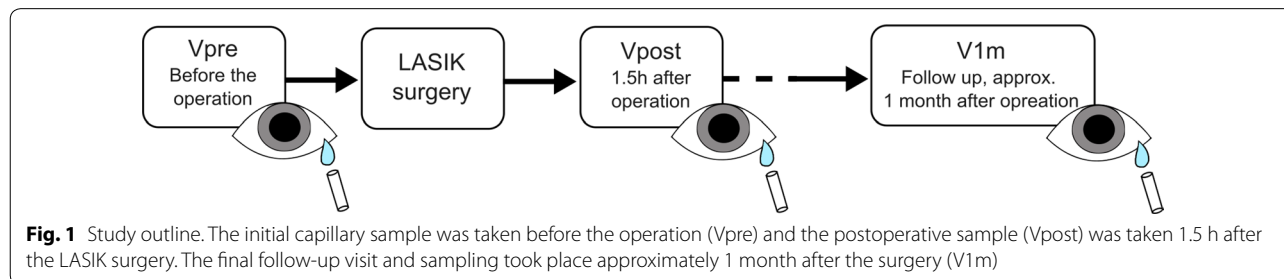 Vpre
Before the
operation
LASIK
surgery
Vpost
1.5h after
operation
V1m
Follow up, approx.
1 month after opreation
Fig. 1 Study outline. The initial capillary sample was taken before the operation (Vpre) and the postoperative sample (Vpost) was taken 1.5 h after
the LASIK surgery. The final follow-up visit and sampling took place approximately 1 month after the surgery (V1m)